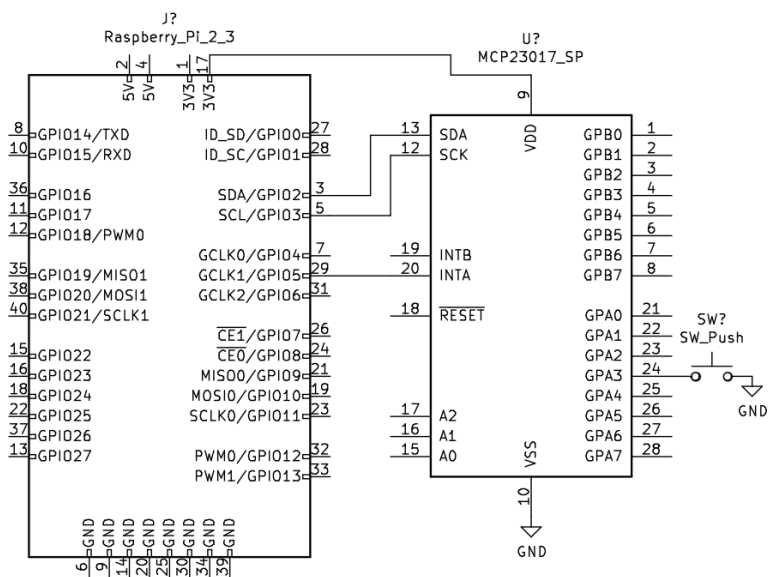 J?
Raspberry_Pi_2_3
U?
MCP23017_SP
2 4 1 17
5V 5V 3V3 3V3
9
VDD
8 GPIO14/TXD ID_SD/GPIO0 27
10 GPIO15/RXD ID_SC/GPIO1 28
36 GPIO16 SDA/GPIO2 3
11 GPIO17 SCL/GPIO3 5
12 GPIO18/PWM0
GCLK0/GPIO4 7
35 GPIO19/MISO1 GCLK1/GPIO5 29
38 GPIO20/MOSI1 GCLK2/GPIO6 31
40 GPIO21/SCLK1
CE1/GPIO7 26
15 GPIO22 CE0/GPIO8 24
16 GPIO23 MISO0/GPIO9 21
18 GPIO24 MOSI0/GPIO10 19
22 GPIO25 SCLK0/GPIO11 23
37 GPIO26
13 GPIO27 PWM0/GPIO12 32
PWM1/GPIO13 33
GND GND GND GND GND GND GND GND
6 9 14 20 25 30 34 39
13 SDA GPB0 1
12 SCK GPB1 2
GPB2 3
GPB3 4
GPB4 5
GPB5 6
19 INTB GPB6 7
20 INTA GPB7 8
18 RESET GPA0 21
GPA1 22
GPA2 23
GPA3 24
GPA4 25
17 A2 GPA5 26
16 A1 GPA6 27
15 A0 GPA7 28
VSS
10
GND
SW?
SW_Push
GND